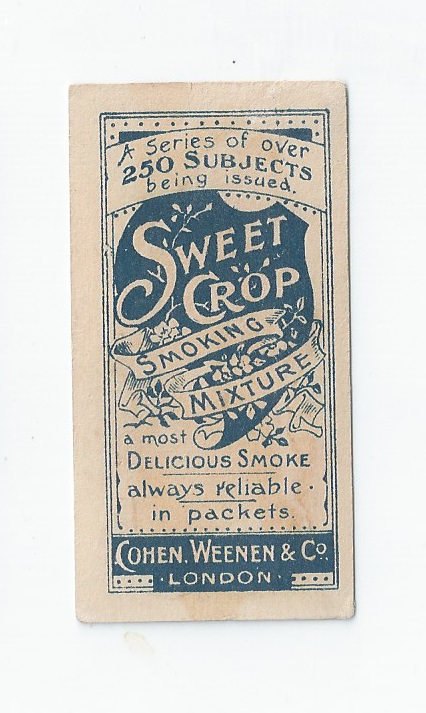 A Series of over
250 SUBJECTS
being issued.
SWEET
CROP
SMOKING
MIXTURE
a most
DELICIOUS SMOKE
always reliable.
in packets.
COHEN, WEENEN & Co.
LONDON